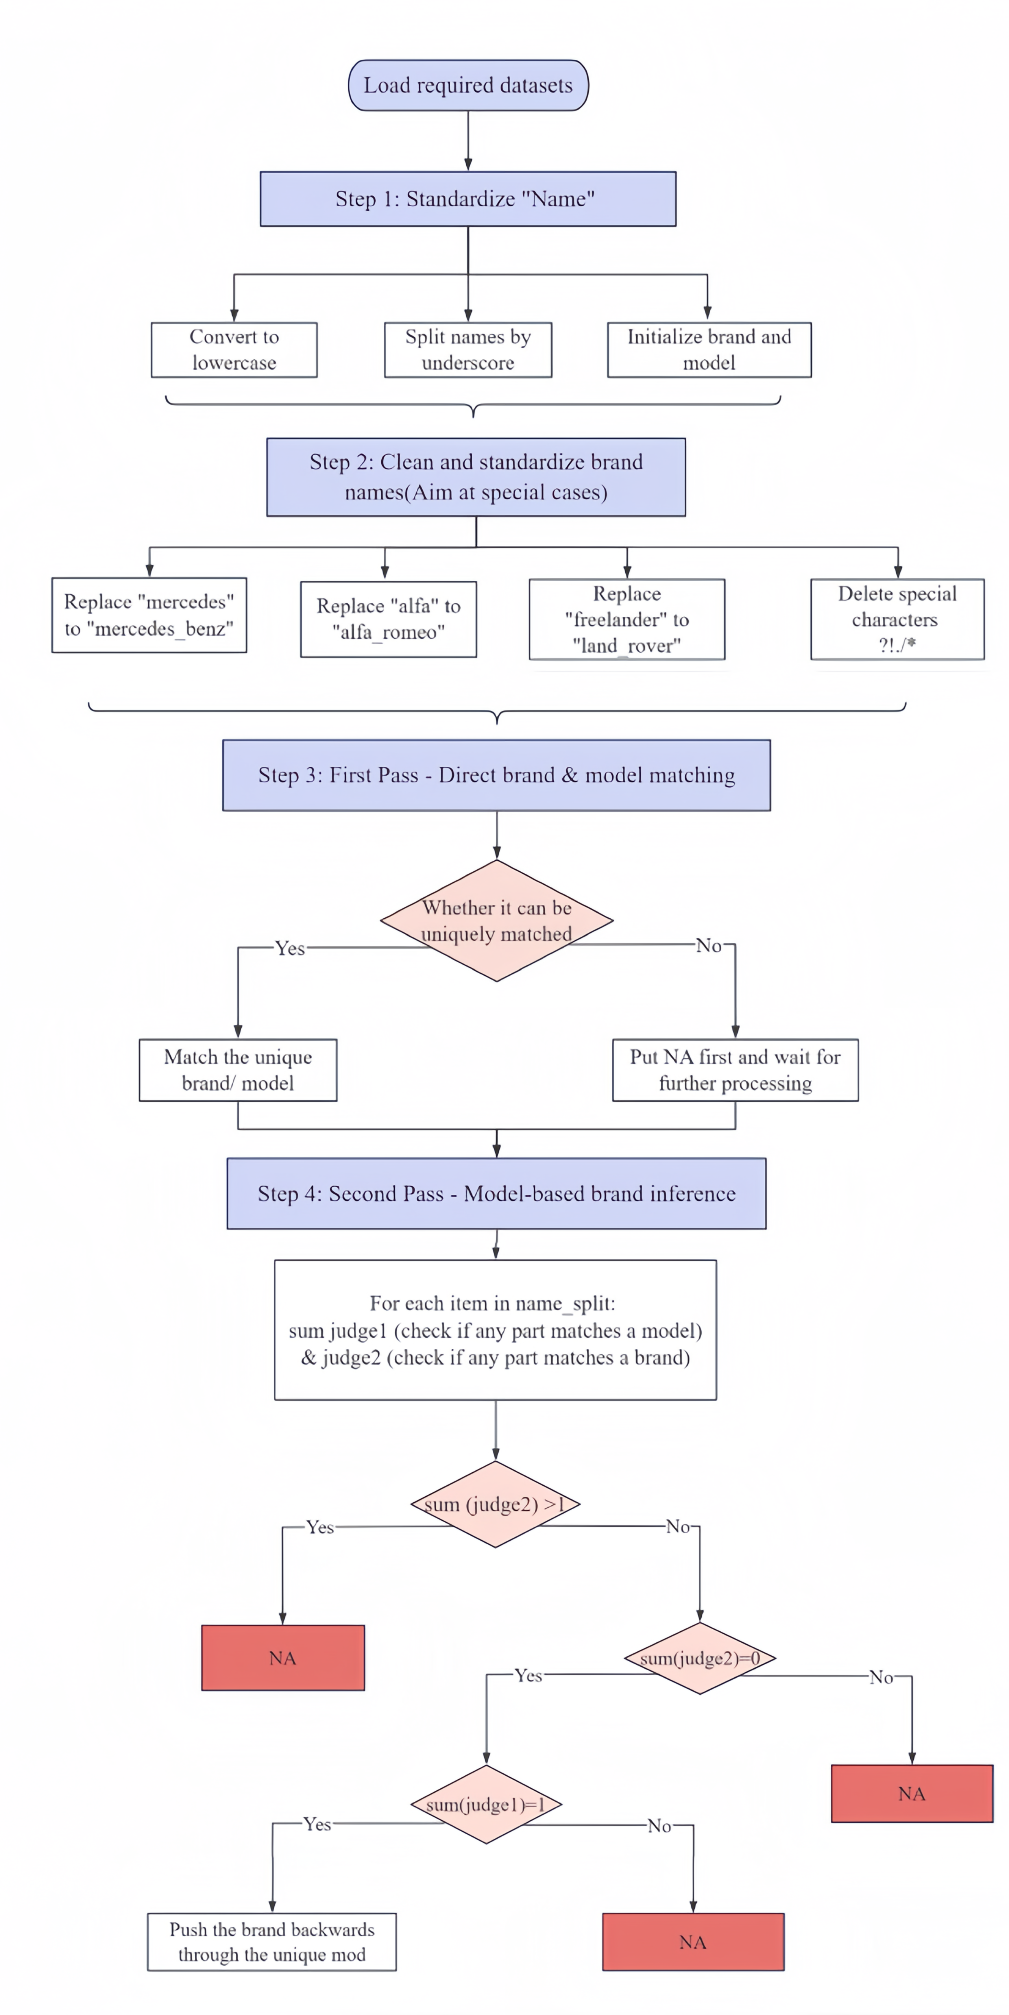 Load required datasets
Step 1: Standardize "Name"
Convert to
lowercase
Split names by
underscore
Initialize brand and
model
Step 2: Clean and standardize brand
names(Aim at special cases)
Replace "mercedes"
to "mercedes_benz"
Replace "alfa" to
"alfa_romeo"
Replace
"freelander" to
"land_rover"
Delete special
characters
?!./*
Step 3: First Pass - Direct brand & model matching
Whether it can be
uniquely matched
Yes
No
Match the unique
brand/ model
Put NA first and wait for
further processing
Step 4: Second Pass - Model-based brand inference
For each item in name_split:
sum judge1 (check if any part matches a model)
& judge2 (check if any part matches a brand)
sum (judge2) >1
Yes
No
NA
sum(judge2)=0
Yes
No
NA
sum(judge1)=1
Yes
No
Push the brand backwards
through the unique mod
NA